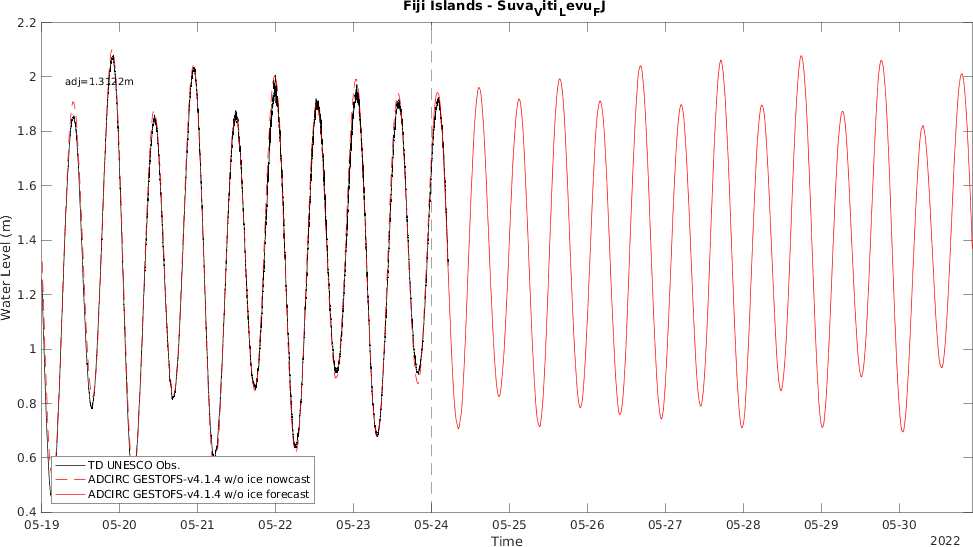 Fiji Islands - SuvaVitiLevuFJ
2.2
2
1.8
1.6
1.4
1.2
1
0.8
0.6
0.4
Water Level (m)
adj=1.3122m
TD UNESCO Obs.
ADCIRC GESTOFS-v4.1.4 w/o ice nowcast
ADCIRC GESTOFS-v4.1.4 w/o ice forecast
05-19 05-20 05-21 05-22 05-23 05-24 05-25 05-26 05-27 05-28 05-29 05-30
Time
2022